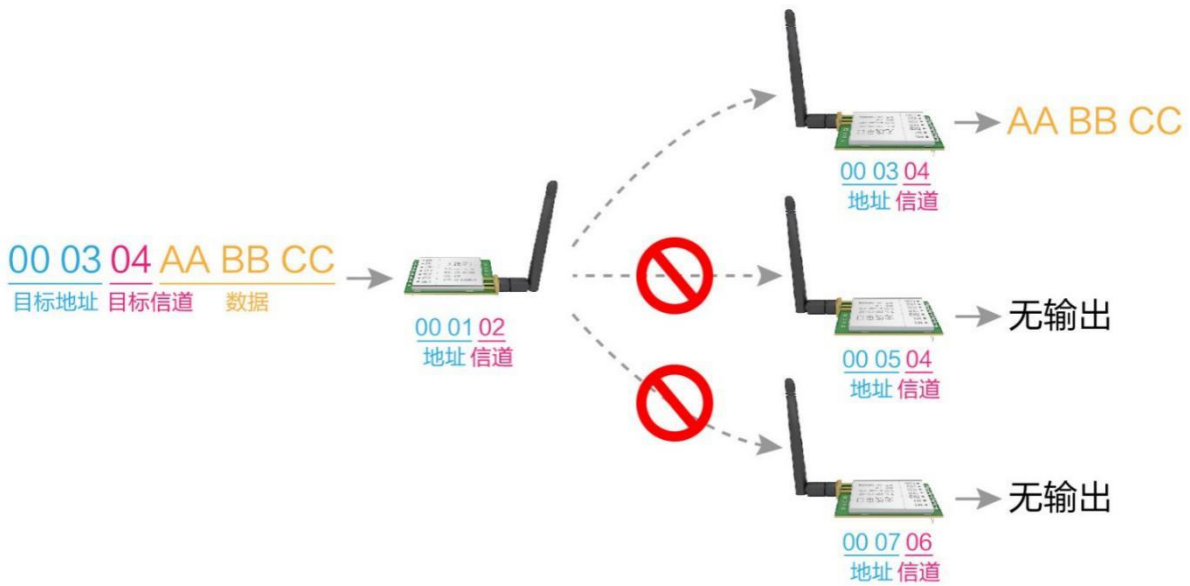 00 03 04 AA BB CC
目标地址 目标信道 数据
00 01 02
地址 信道
AA BB CC
00 03 04
地址 信道
无输出
00 05 04
地址 信道
无输出
00 07 06
地址 信道